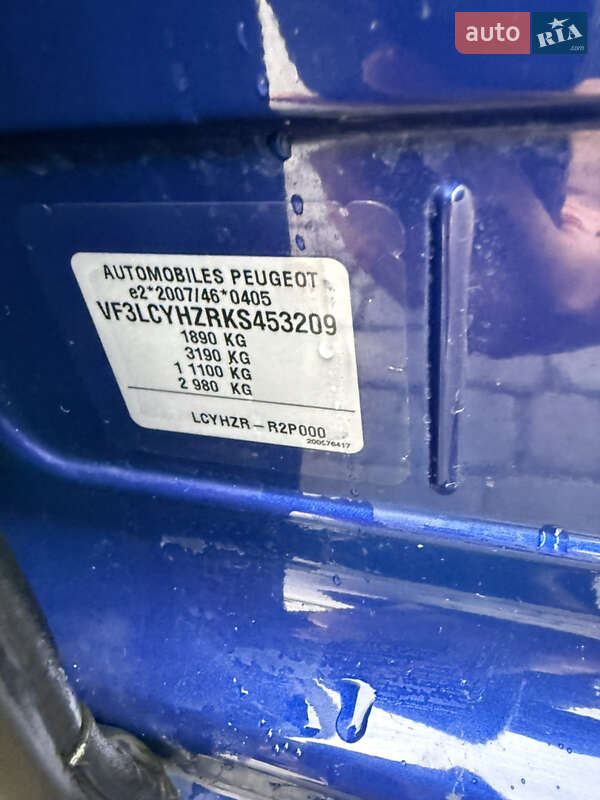 auto RIA
.com
AUTOMOBILES PEUGEOT
e2*2007/46*0405
VF3LCYHZRKS453209
1890 KG
3190 KG
1 1100 KG
2 980 KG
LCYHZR-R2P000